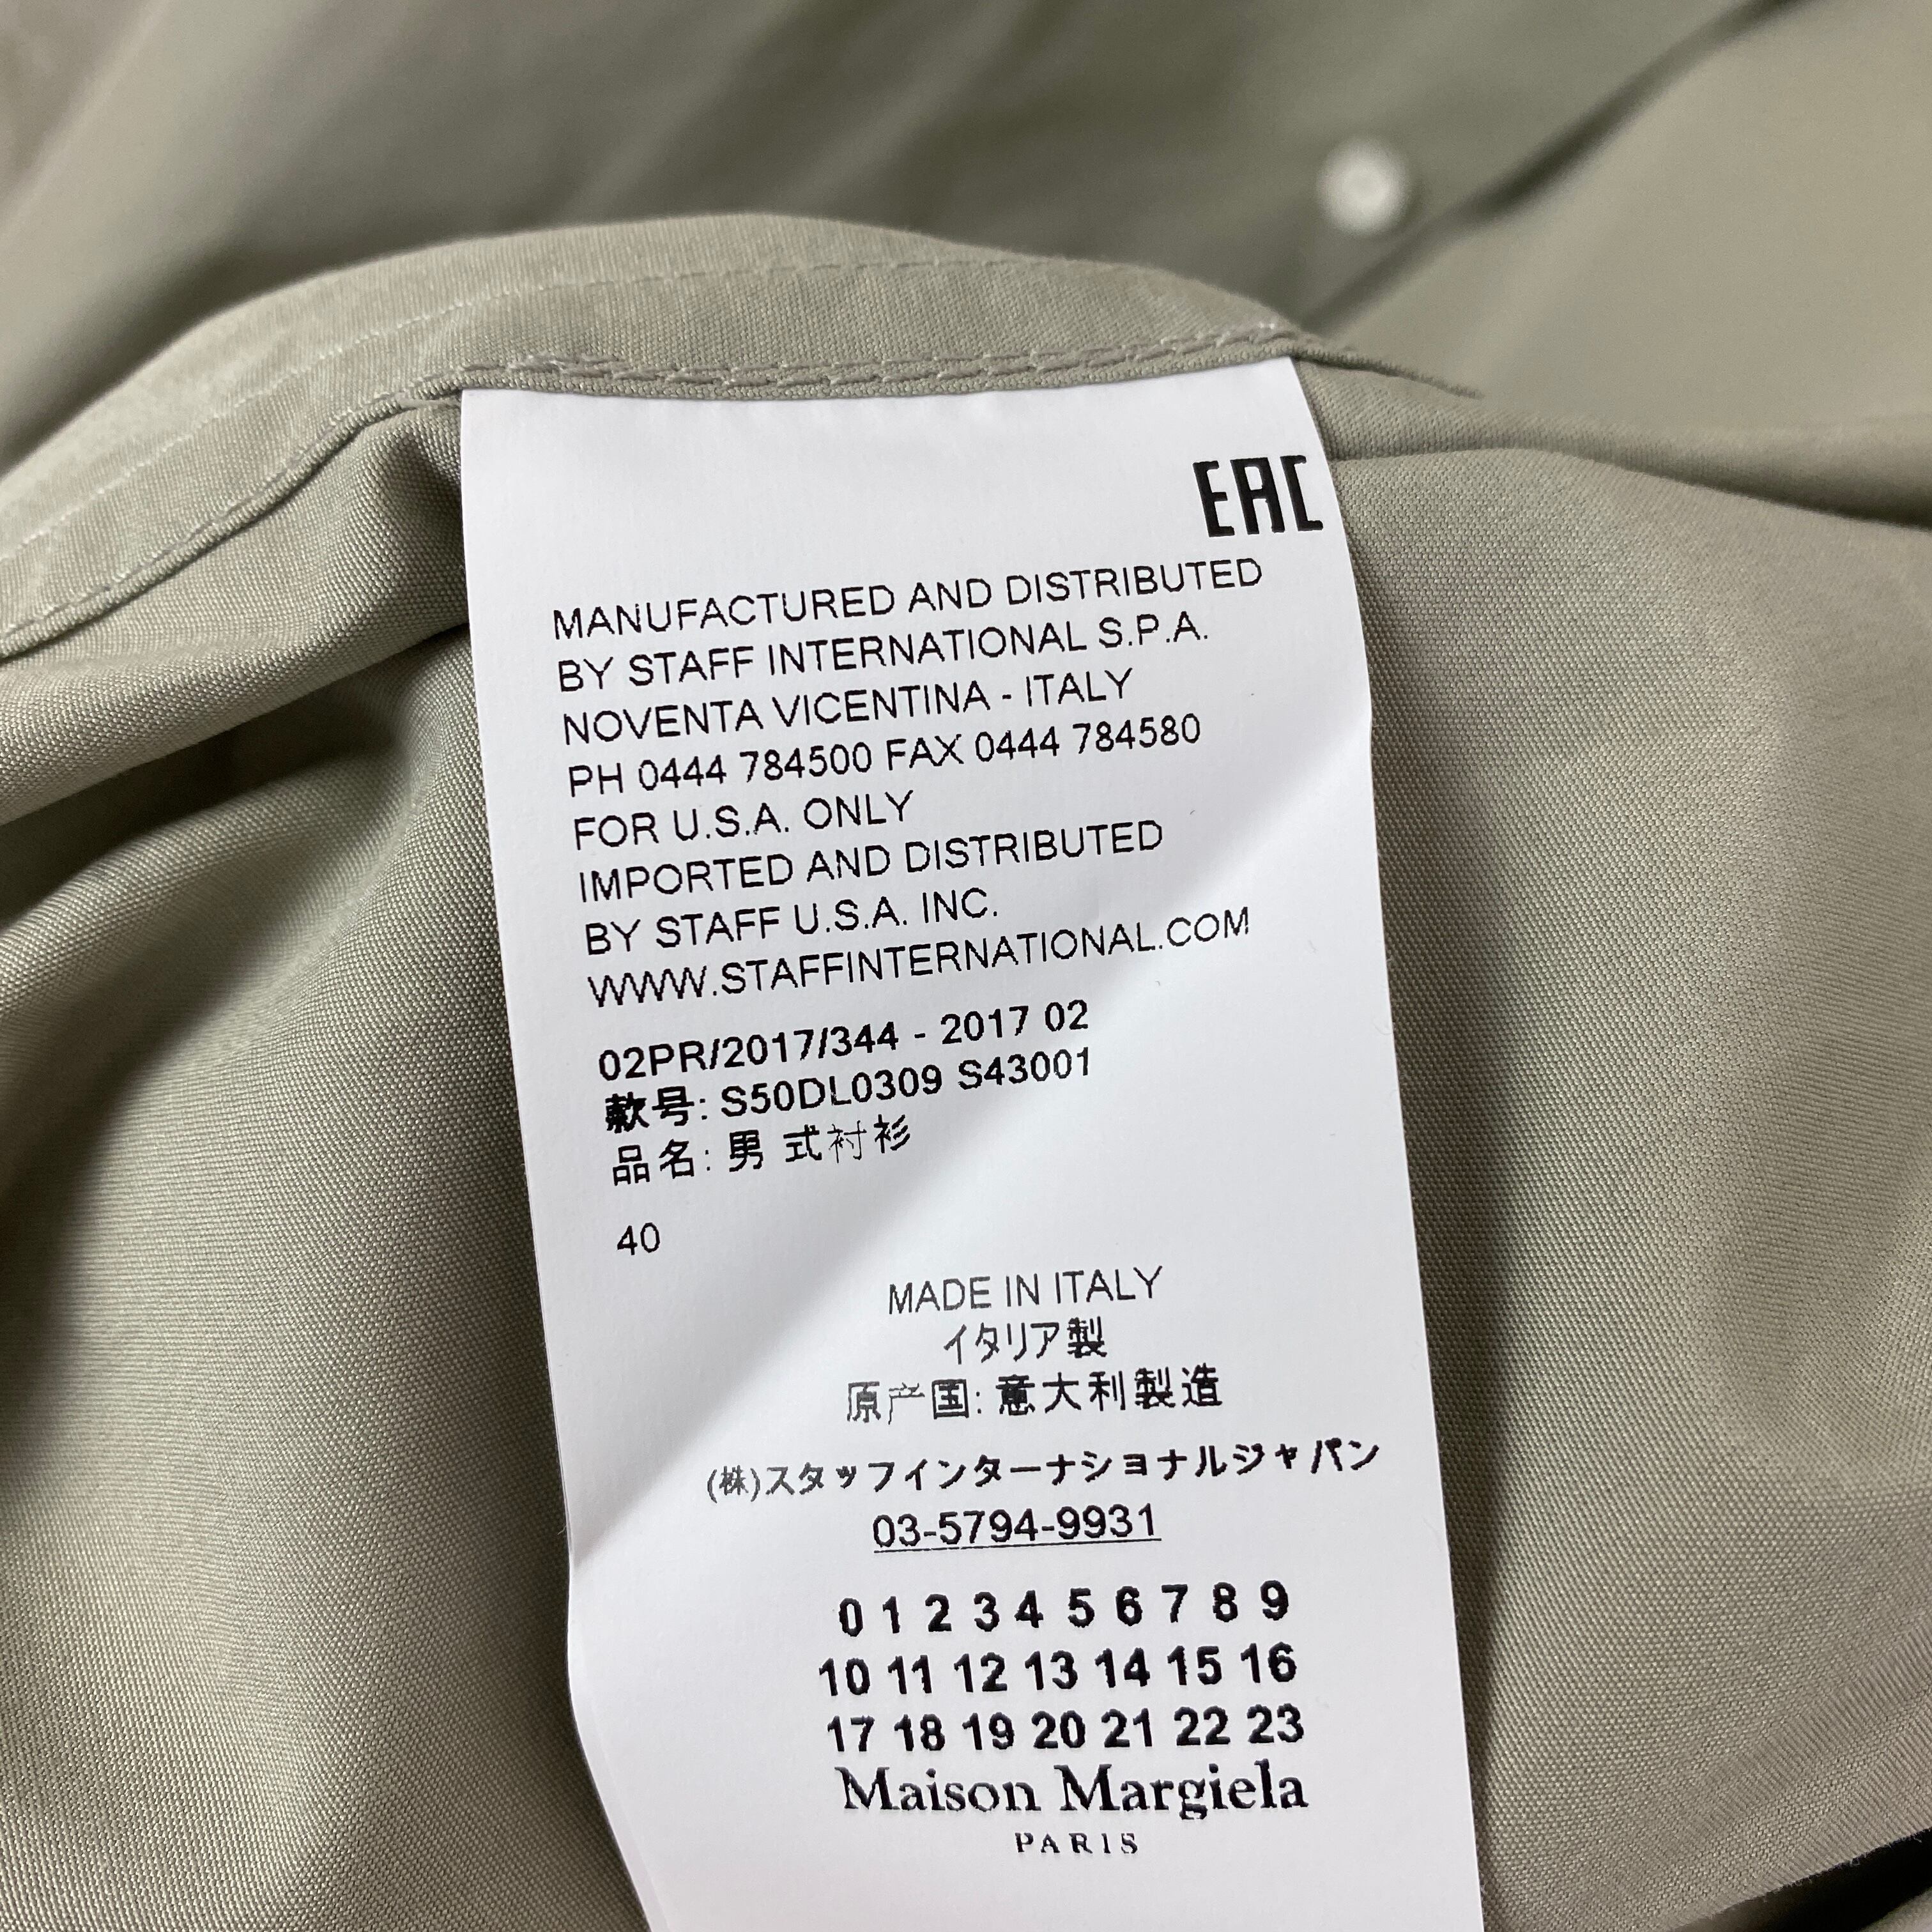 EAC
MANUFACTURED AND DISTRIBUTED
BY STAFF INTERNATIONAL S.P.A.
NOVENTA VICENTINA - ITALY
PH 0444 784500 FAX 0444 784580
FOR U.S.A. ONLY
IMPORTED AND DISTRIBUTED
BY STAFF U.S.A. INC.
WWW.STAFFINTERNATIONAL.COM
02PR/2017/344 - 2017 02
款号: S50DL0309 S43001
品名: 男 式衬衫
40
MADE IN ITALY
イタリア製
原产国: 意大利製造
(株)スタッフインターナショナルジャパン
03-5794-9931
0 1 2 3 4 5 6 7 8 9
10 11 12 13 14 15 16
17 18 19 20 21 22 23
Maison Margiela
PARIS